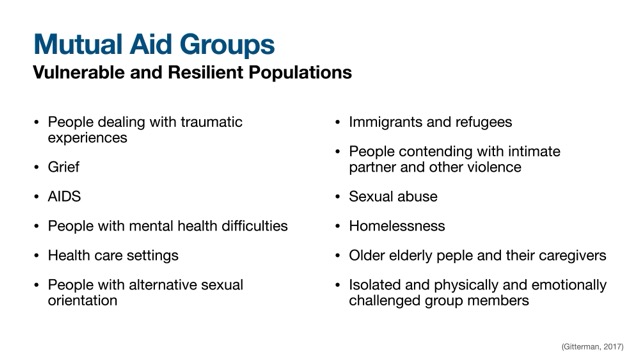 Mutual Aid Groups
Vulnerable and Resilient Populations
• People dealing with traumatic
experiences
• Grief
• AIDS
• People with mental health difficulties
• Health care settings
• People with alternative sexual
orientation
• Immigrants and refugees
• People contending with intimate
partner and other violence
• Sexual abuse
• Homelessness
• Older elderly peple and their caregivers
• Isolated and physically and emotionally
challenged group members
(Gitterman, 2017)